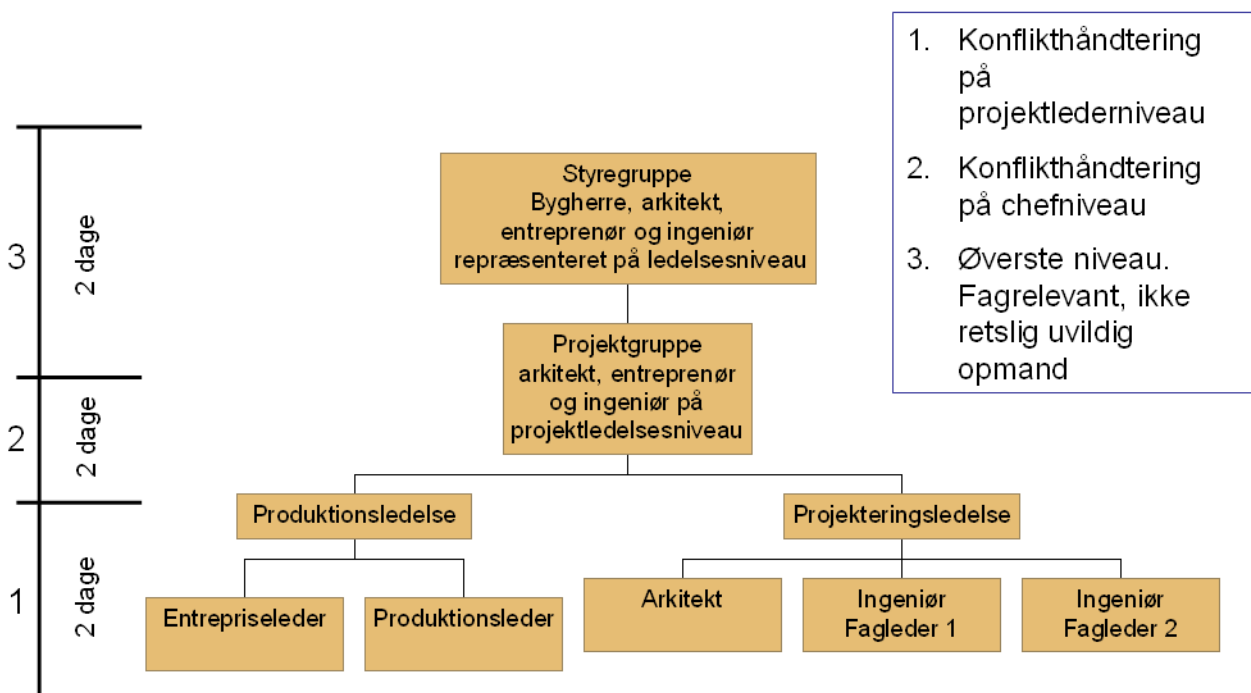 1. Konflikthåndtering
på
projektlederniveau
2. Konflikthåndtering
på chefniveau
3. Øverste niveau.
Fagrelevant, ikke
retslig uvildig
opmand
3
2 dage
Styregruppe
Bygherre, arkitekt,
entreprenør og ingeniør
repræsenteret på ledelsesniveau
2
2 dage
Projektgruppe
arkitekt, entreprenør
og ingeniør på
projektledelsesniveau
1
2 dage
Produktionsledelse
Projekteringsledelse
Entrepriseleder
Produktionsleder
Arkitekt
Ingeniør
Fagleder 1
Ingeniør
Fagleder 2